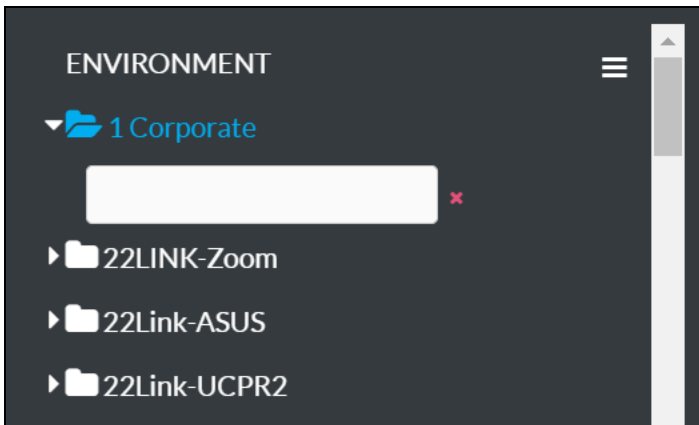 ENVIRONMENT
1 Corporate
22LINK-Zoom
22Link-ASUS
22Link-UCPR2